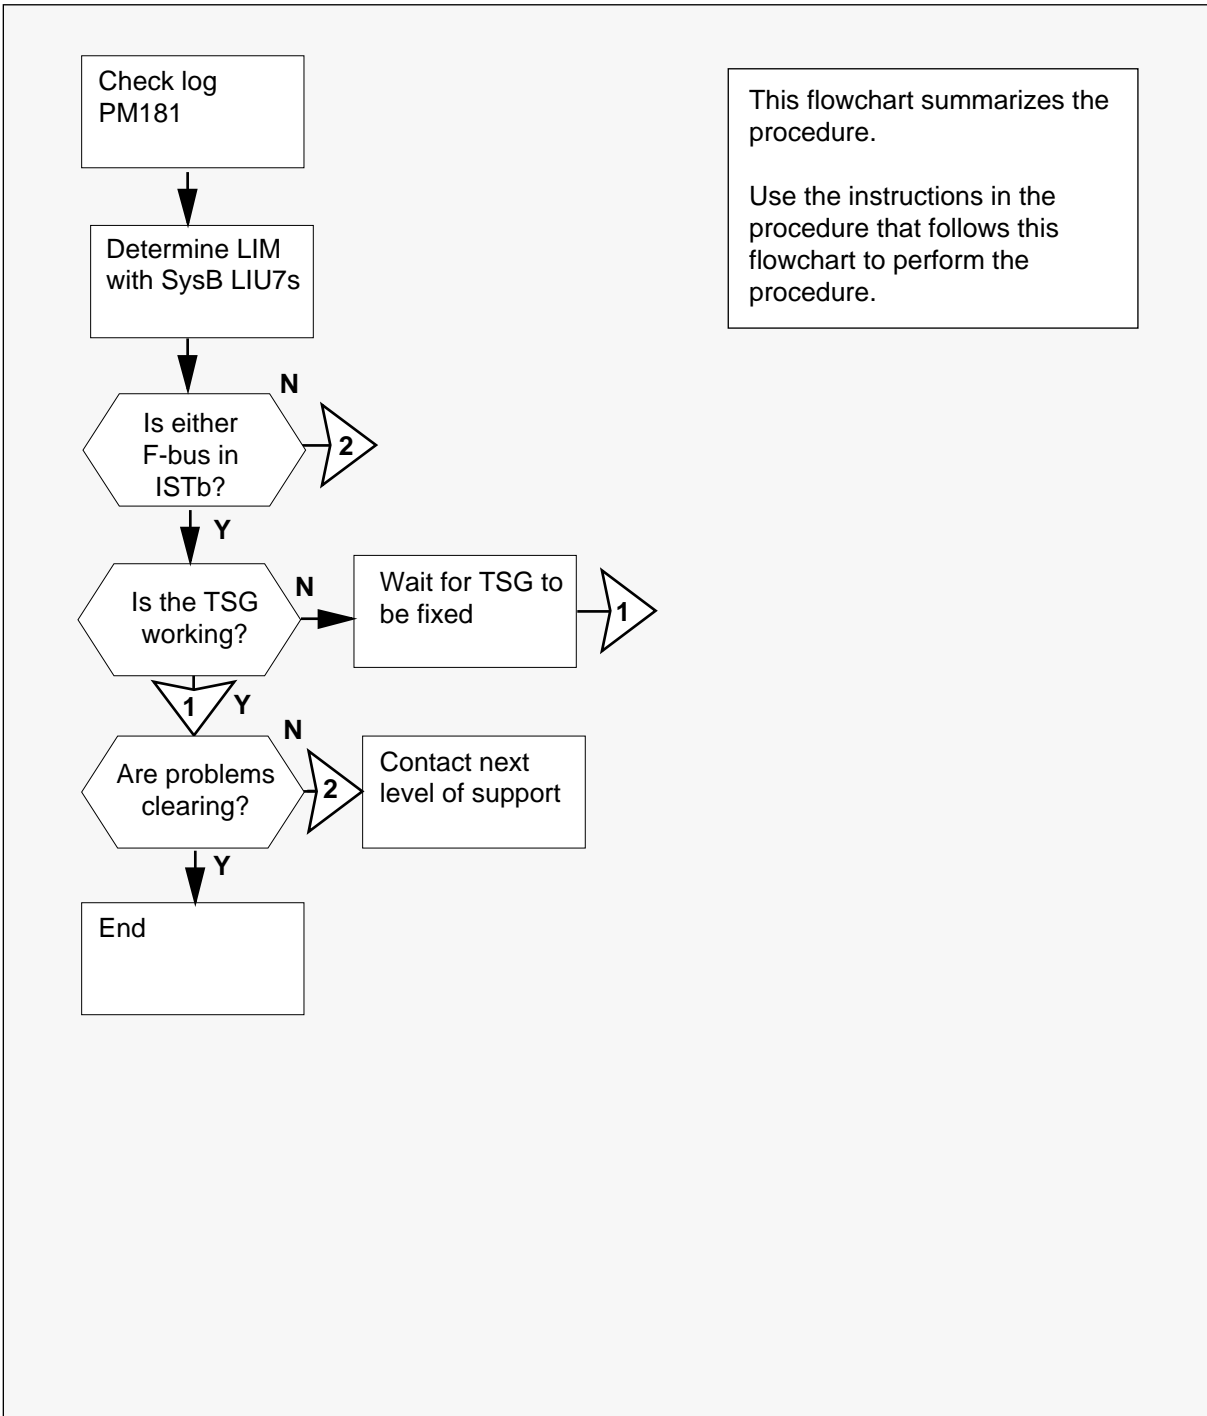 Check log
PM181
This flowchart summarizes the
procedure.
Use the instructions in the
procedure that follows this
flowchart to perform the
procedure.
Determine LIM
with SysB LIU7s
N
Is either
F-bus in
ISTb?
2
Y
Is the TSG
working?
N
Wait for TSG to
be fixed
1
1
Y
N
Are problems
clearing?
2
Contact next
level of support
Y
End